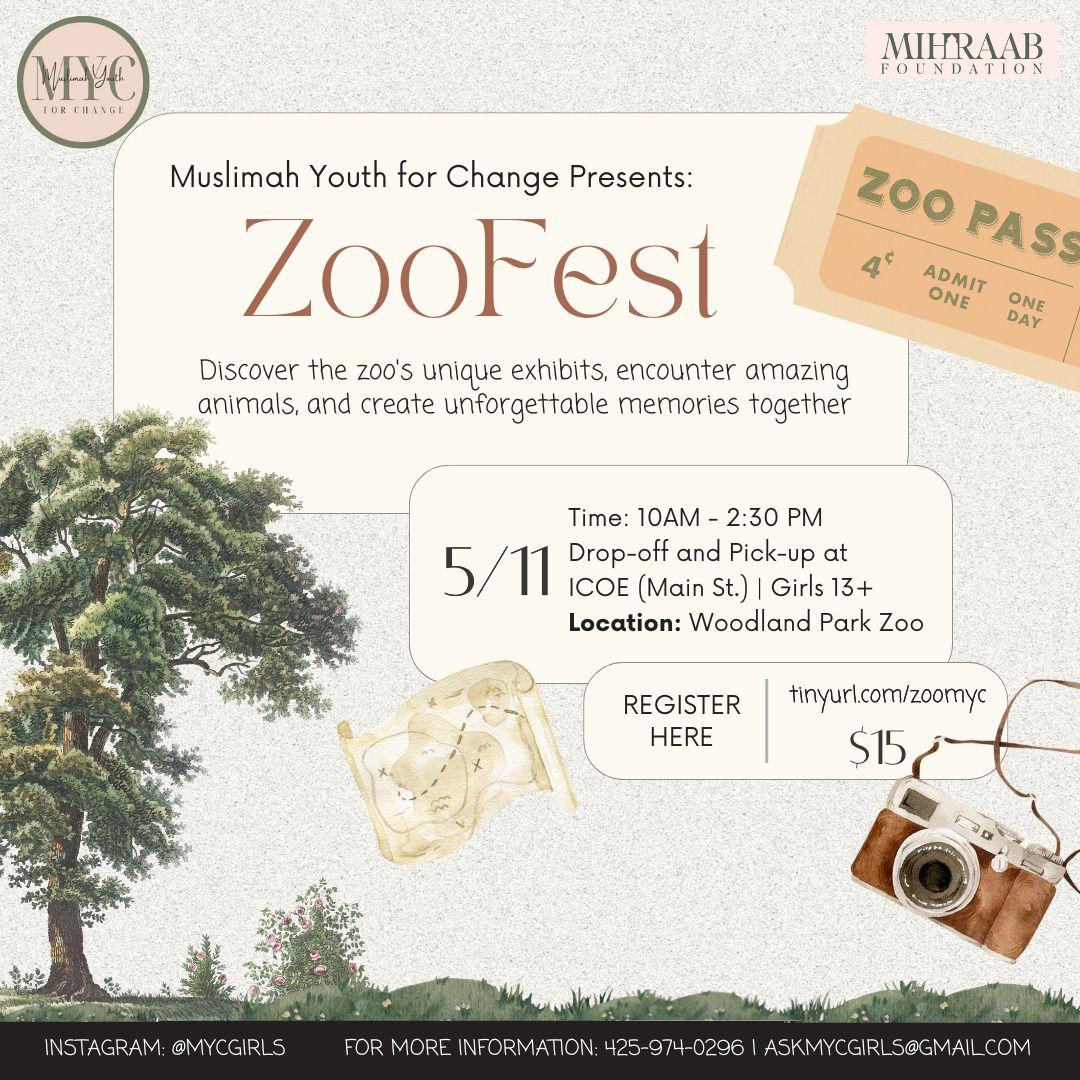 MYC
Muslimah Youth
FOR CHANGE
MIHRAAB
FOUNDATION
Muslimah Youth for Change Presents:
ZooFest
ZOO PASS
4¢
ADMIT
ONE
ONE
DAY
Discover the zoo's unique exhibits, encounter amazing
animals, and create unforgettable memories together
5/11
Time: 10AM - 2:30 PM
Drop-off and Pick-up at
ICOE (Main St.) | Girls 13+
Location: Woodland Park Zoo
REGISTER
HERE
tinyurl.com/zoomyc
$15
INSTAGRAM: @MYCGIRLS
FOR MORE INFORMATION: 425-974-0296 | ASKMYCGIRLS@GMAIL.COM